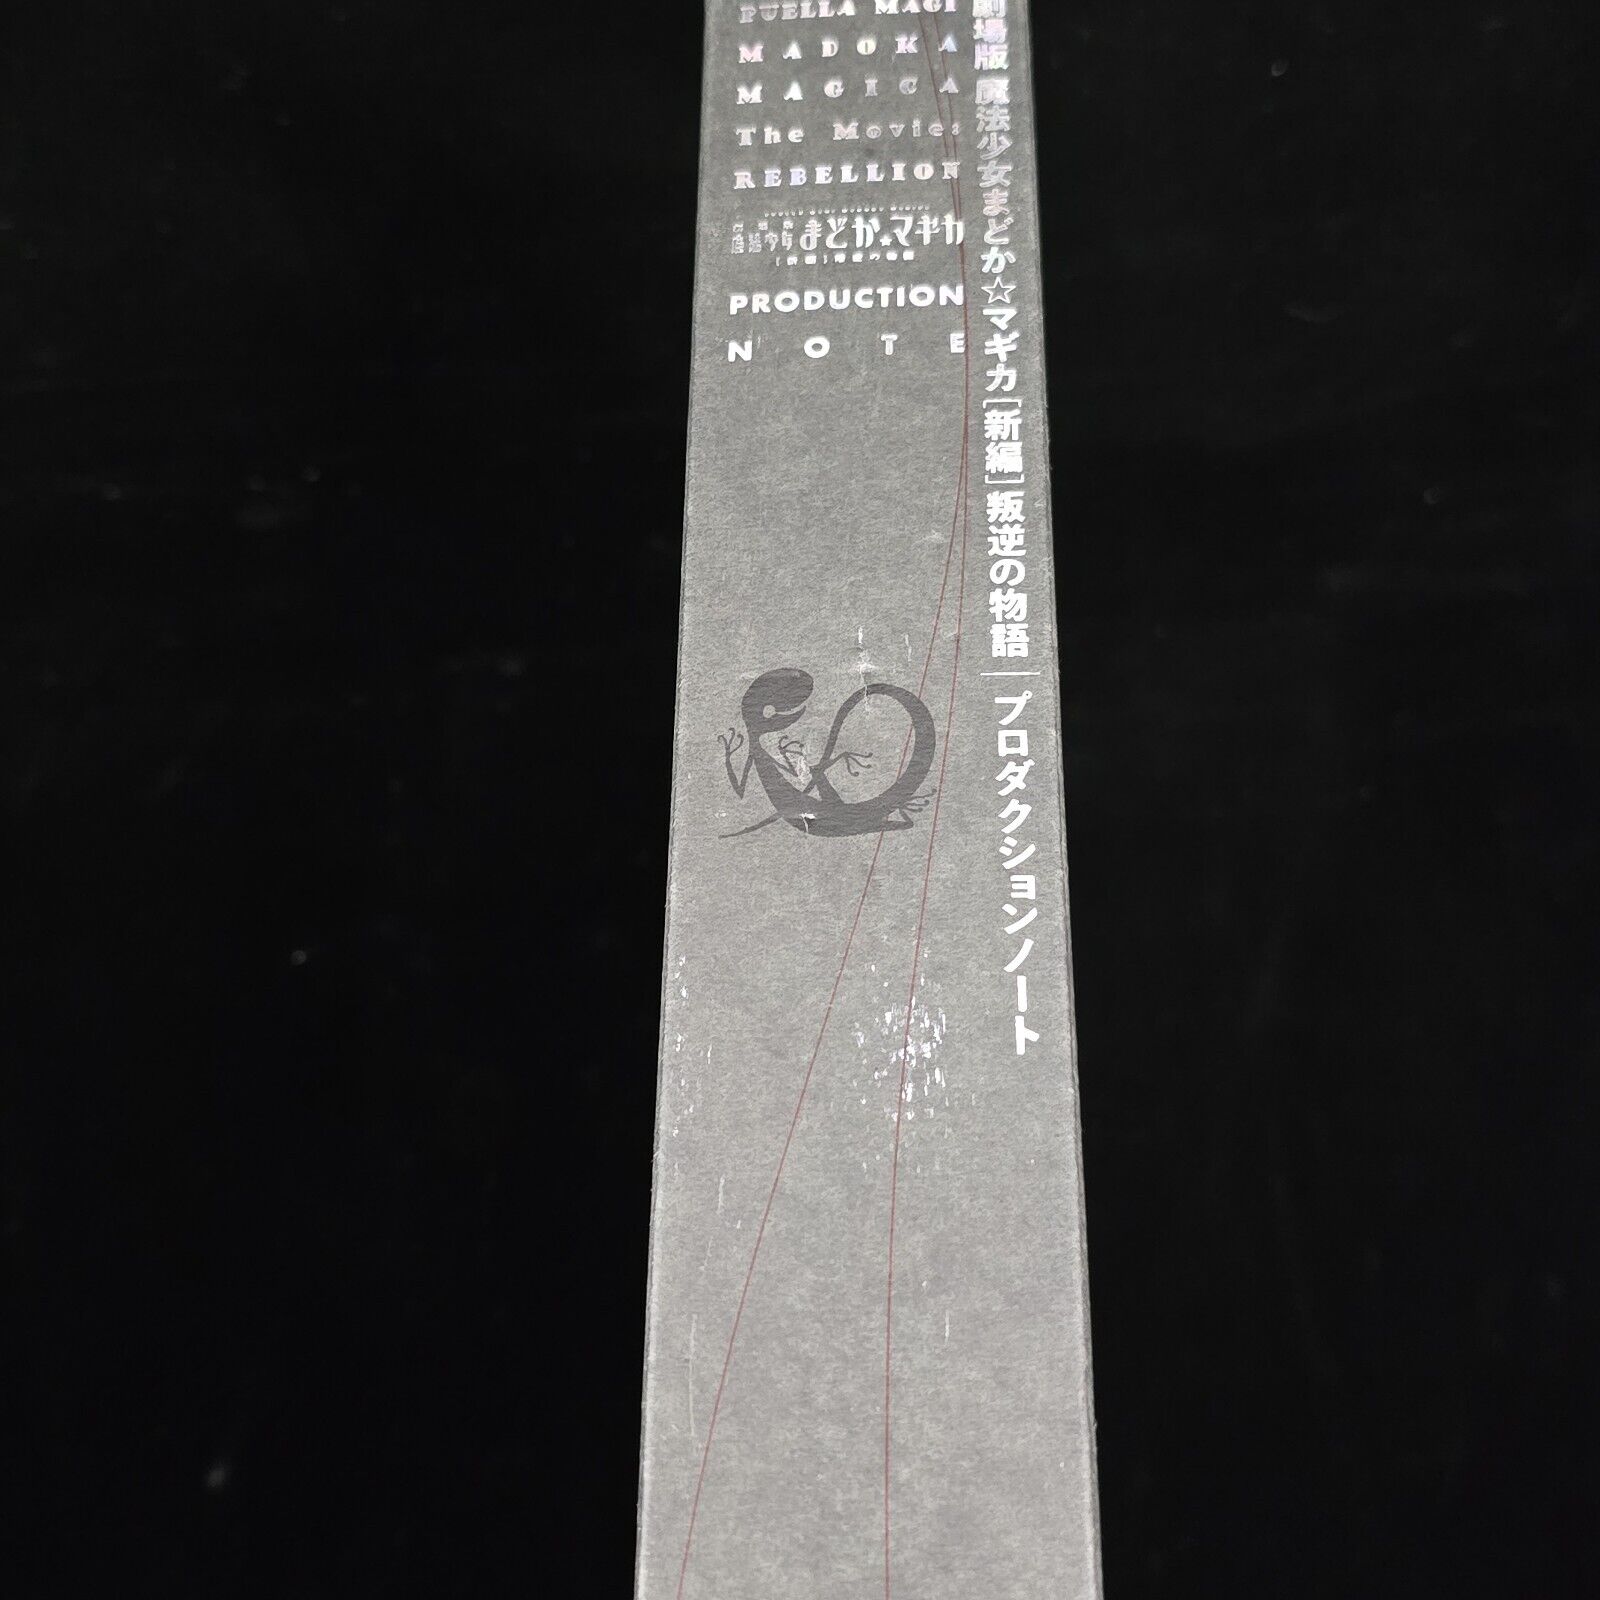 PUELLA MAGI
MADOKA
MAGICA
The Movie:
REBELLION
まどか★マギカ
PRODUCTION
NOTE
劇場版 魔法少女まどか☆マギカ[新編]叛逆の物語｜プロダクションノート